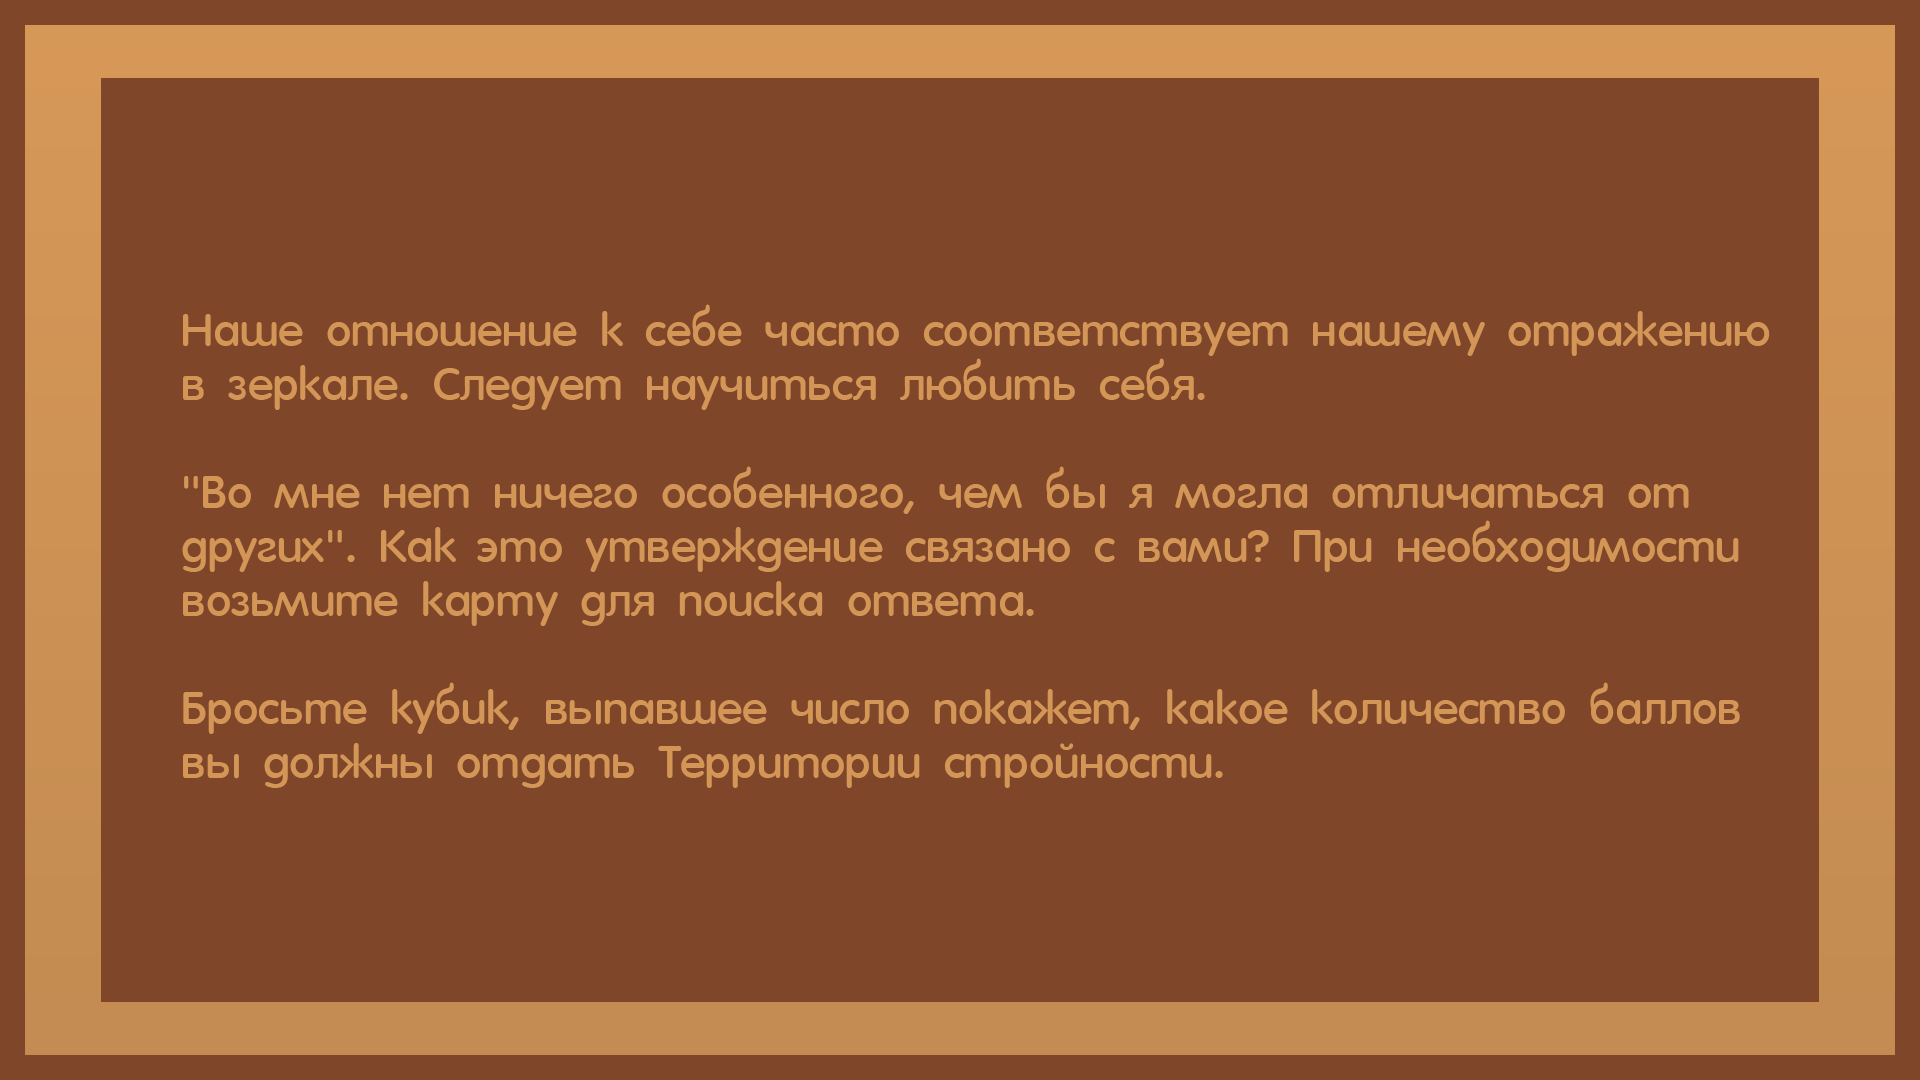 Наше отношение к себе часто соответствует нашему отражению
в зеркале. Следует научиться любить себя.
"Во мне нет ничего особенного, чем бы я могла отличаться от
других". Как это утверждение связано с вами? При необходимости
возьмите карту для поиска ответа.
Бросьте кубик, выпавшее число покажет, какое количество баллов
вы должны отдать Территории стройности.